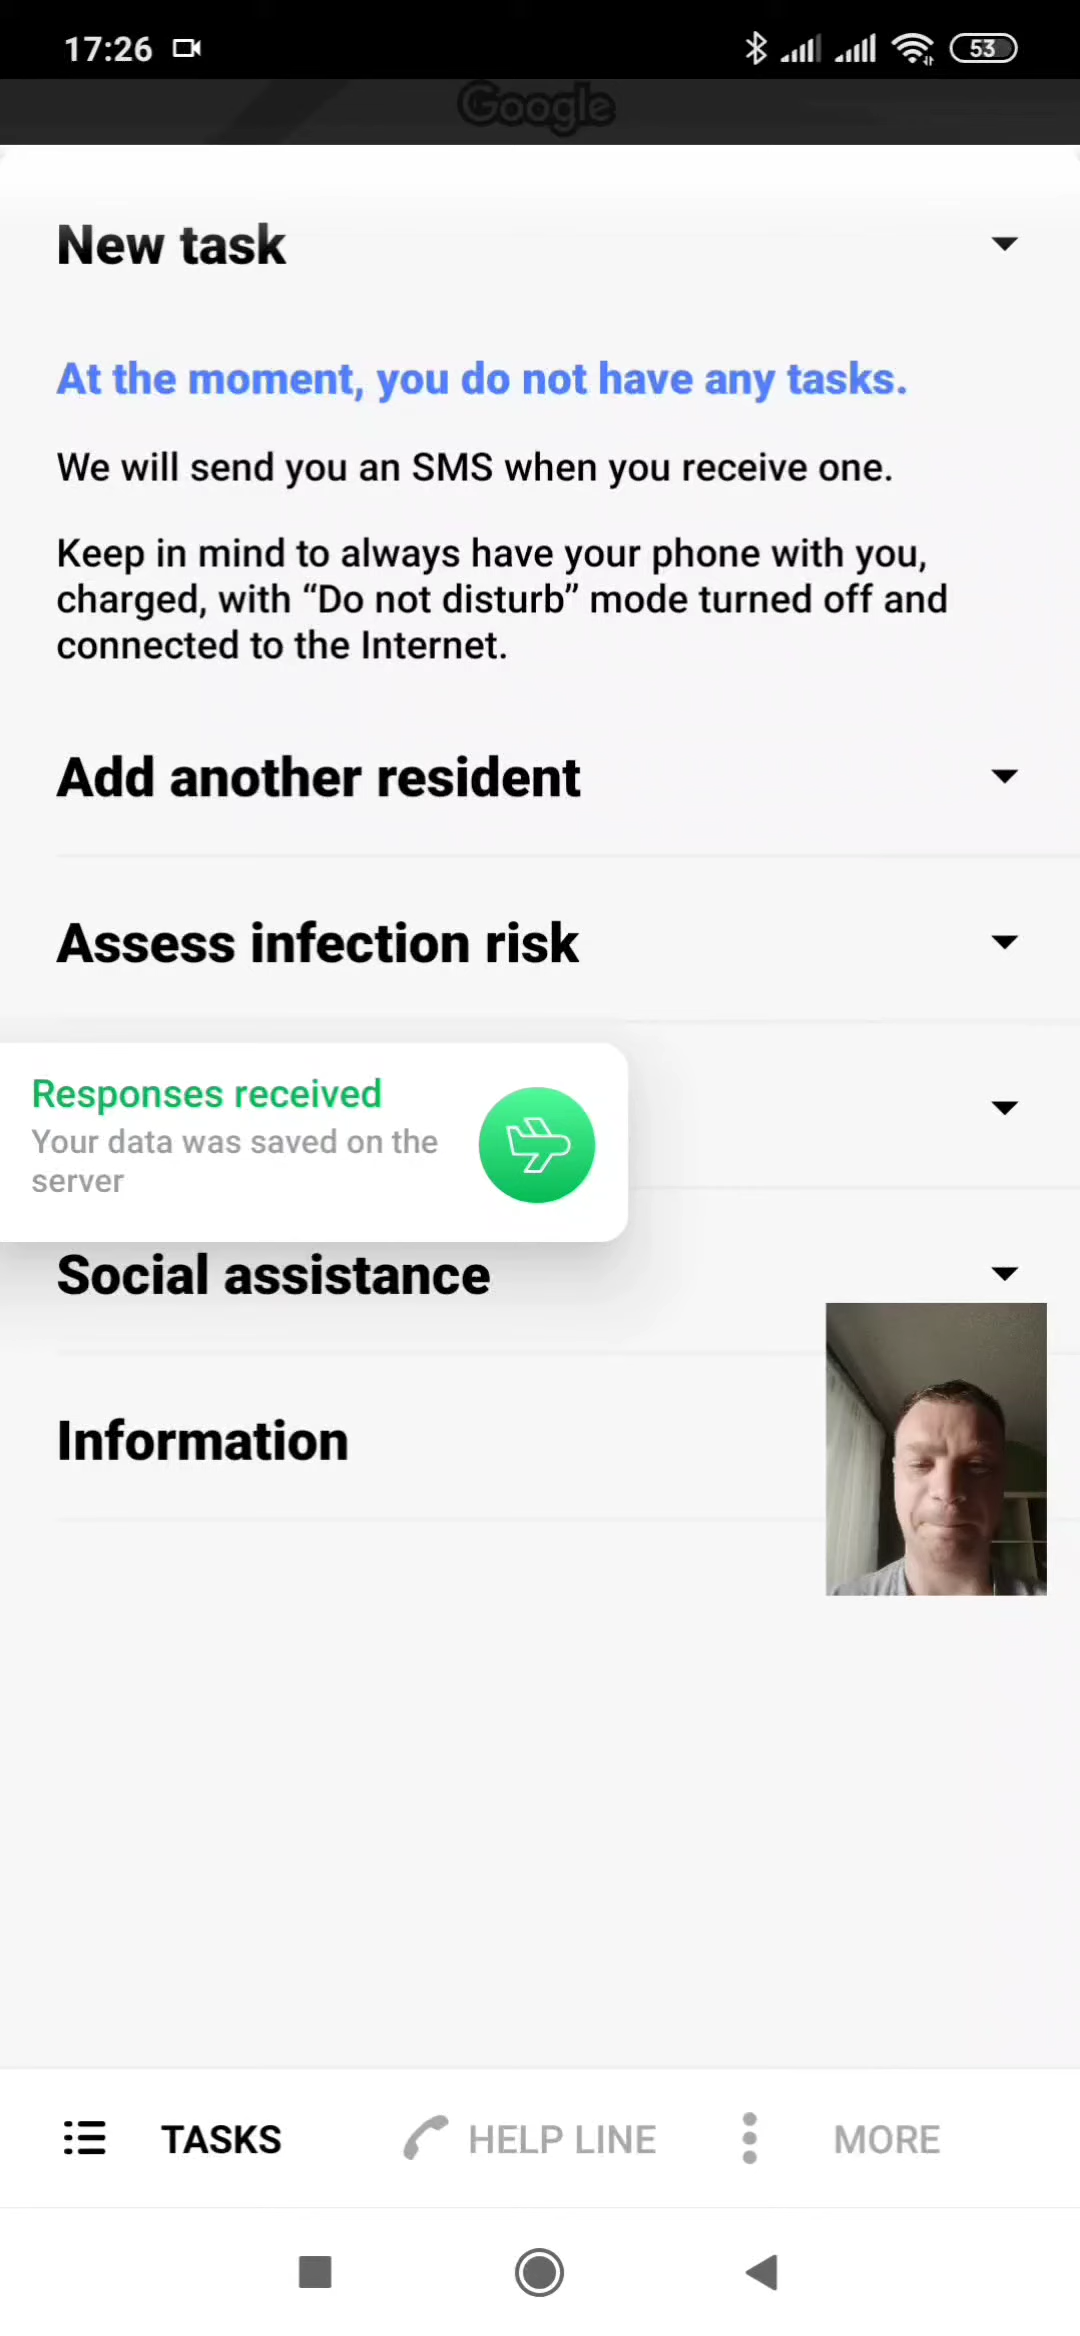 17:26
53
Google
New task
At the moment, you do not have any tasks.
We will send you an SMS when you receive one.
Keep in mind to always have your phone with you,
charged, with “Do not disturb” mode turned off and
connected to the Internet.
Add another resident
Assess infection risk
Responses received
Your data was saved on the
server
Social assistance
Information
TASKS
HELP LINE
MORE